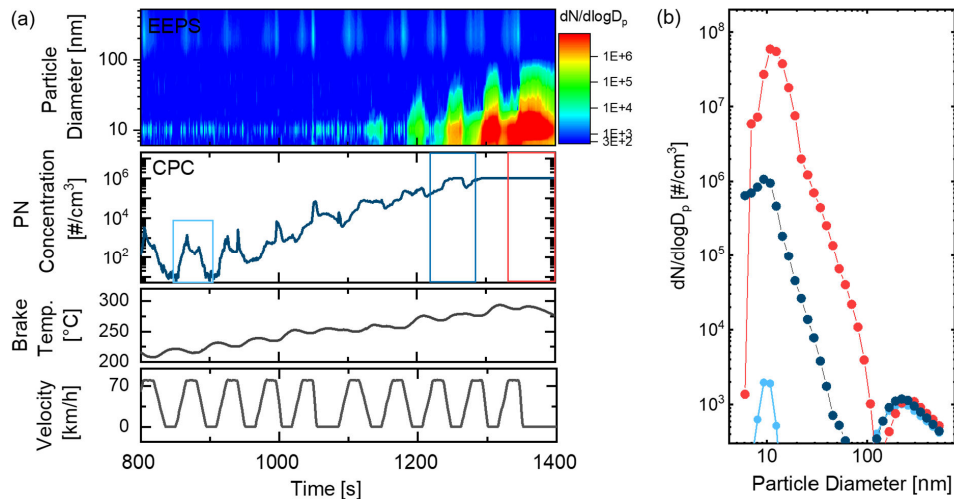 (a)
EEPS
Particle
Diameter [nm]
100
10
dN/dlogDp
1E+6
1E+5
1E+4
1E+3
3E+2
CPC
PN
Concentration
[#/cm³]
10⁶
10⁴
10²
Brake
Temp.
[°C]
300
250
200
Velocity
[km/h]
70
0
800 1000 1200 1400
Time [s]
(b)
dN/dlogDp [#/cm3]
10⁸
10⁷
10⁶
10⁵
10⁴
10³
10 100
Particle Diameter [nm]